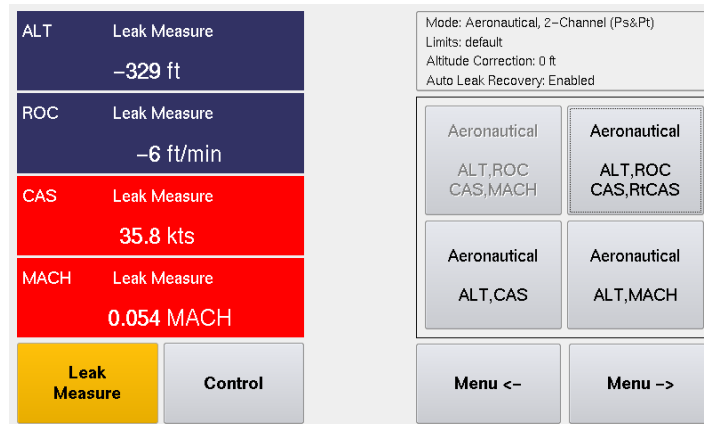 ALT Leak Measure
−329 ft
ROC Leak Measure
−6 ft/min
CAS Leak Measure
35.8 kts
MACH Leak Measure
0.054 MACH
Leak
Measure
Control
Mode: Aeronautical, 2−Channel (Ps&Pt)
Limits: default
Altitude Correction: 0 ft
Auto Leak Recovery: Enabled
Aeronautical
ALT,ROC
CAS,MACH
Aeronautical
ALT,ROC
CAS,RtCAS
Aeronautical
ALT,CAS
Aeronautical
ALT,MACH
Menu <−
Menu −>